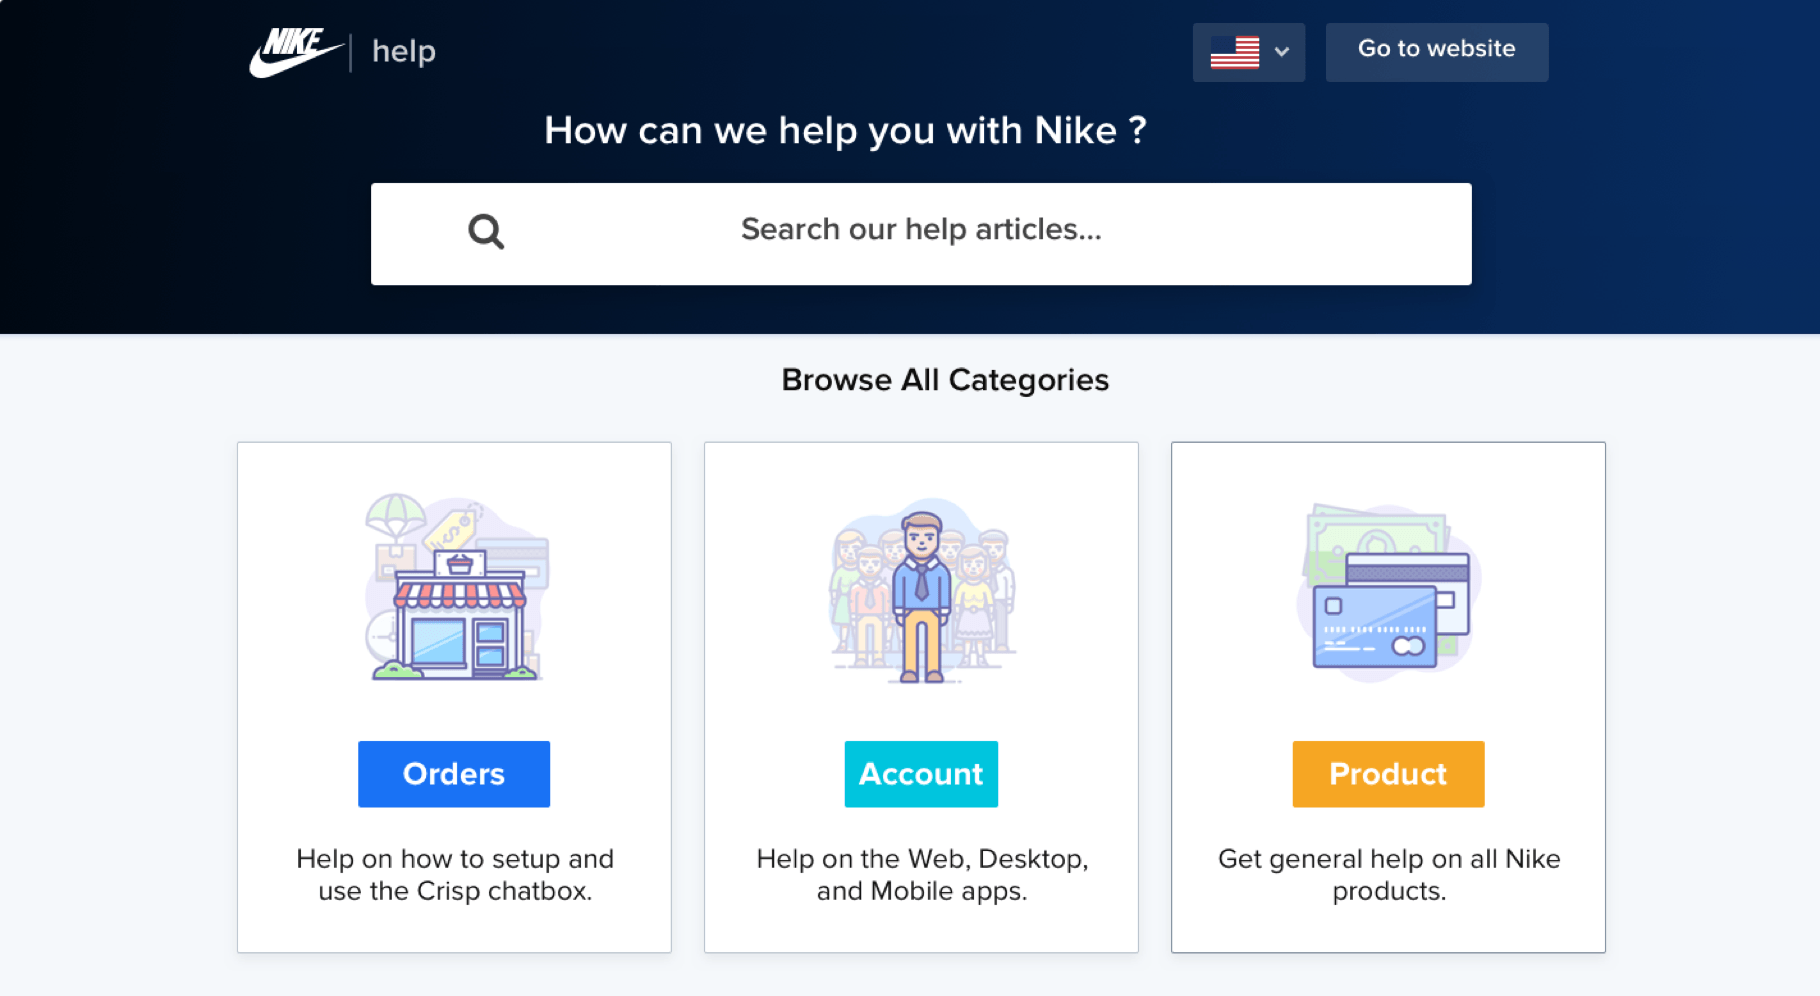 NIKE
help
Go to website
How can we help you with Nike ?
Search our help articles...
Browse All Categories
Orders
Help on how to setup and
use the Crisp chatbox.
Account
Help on the Web, Desktop,
and Mobile apps.
Product
Get general help on all Nike
products.